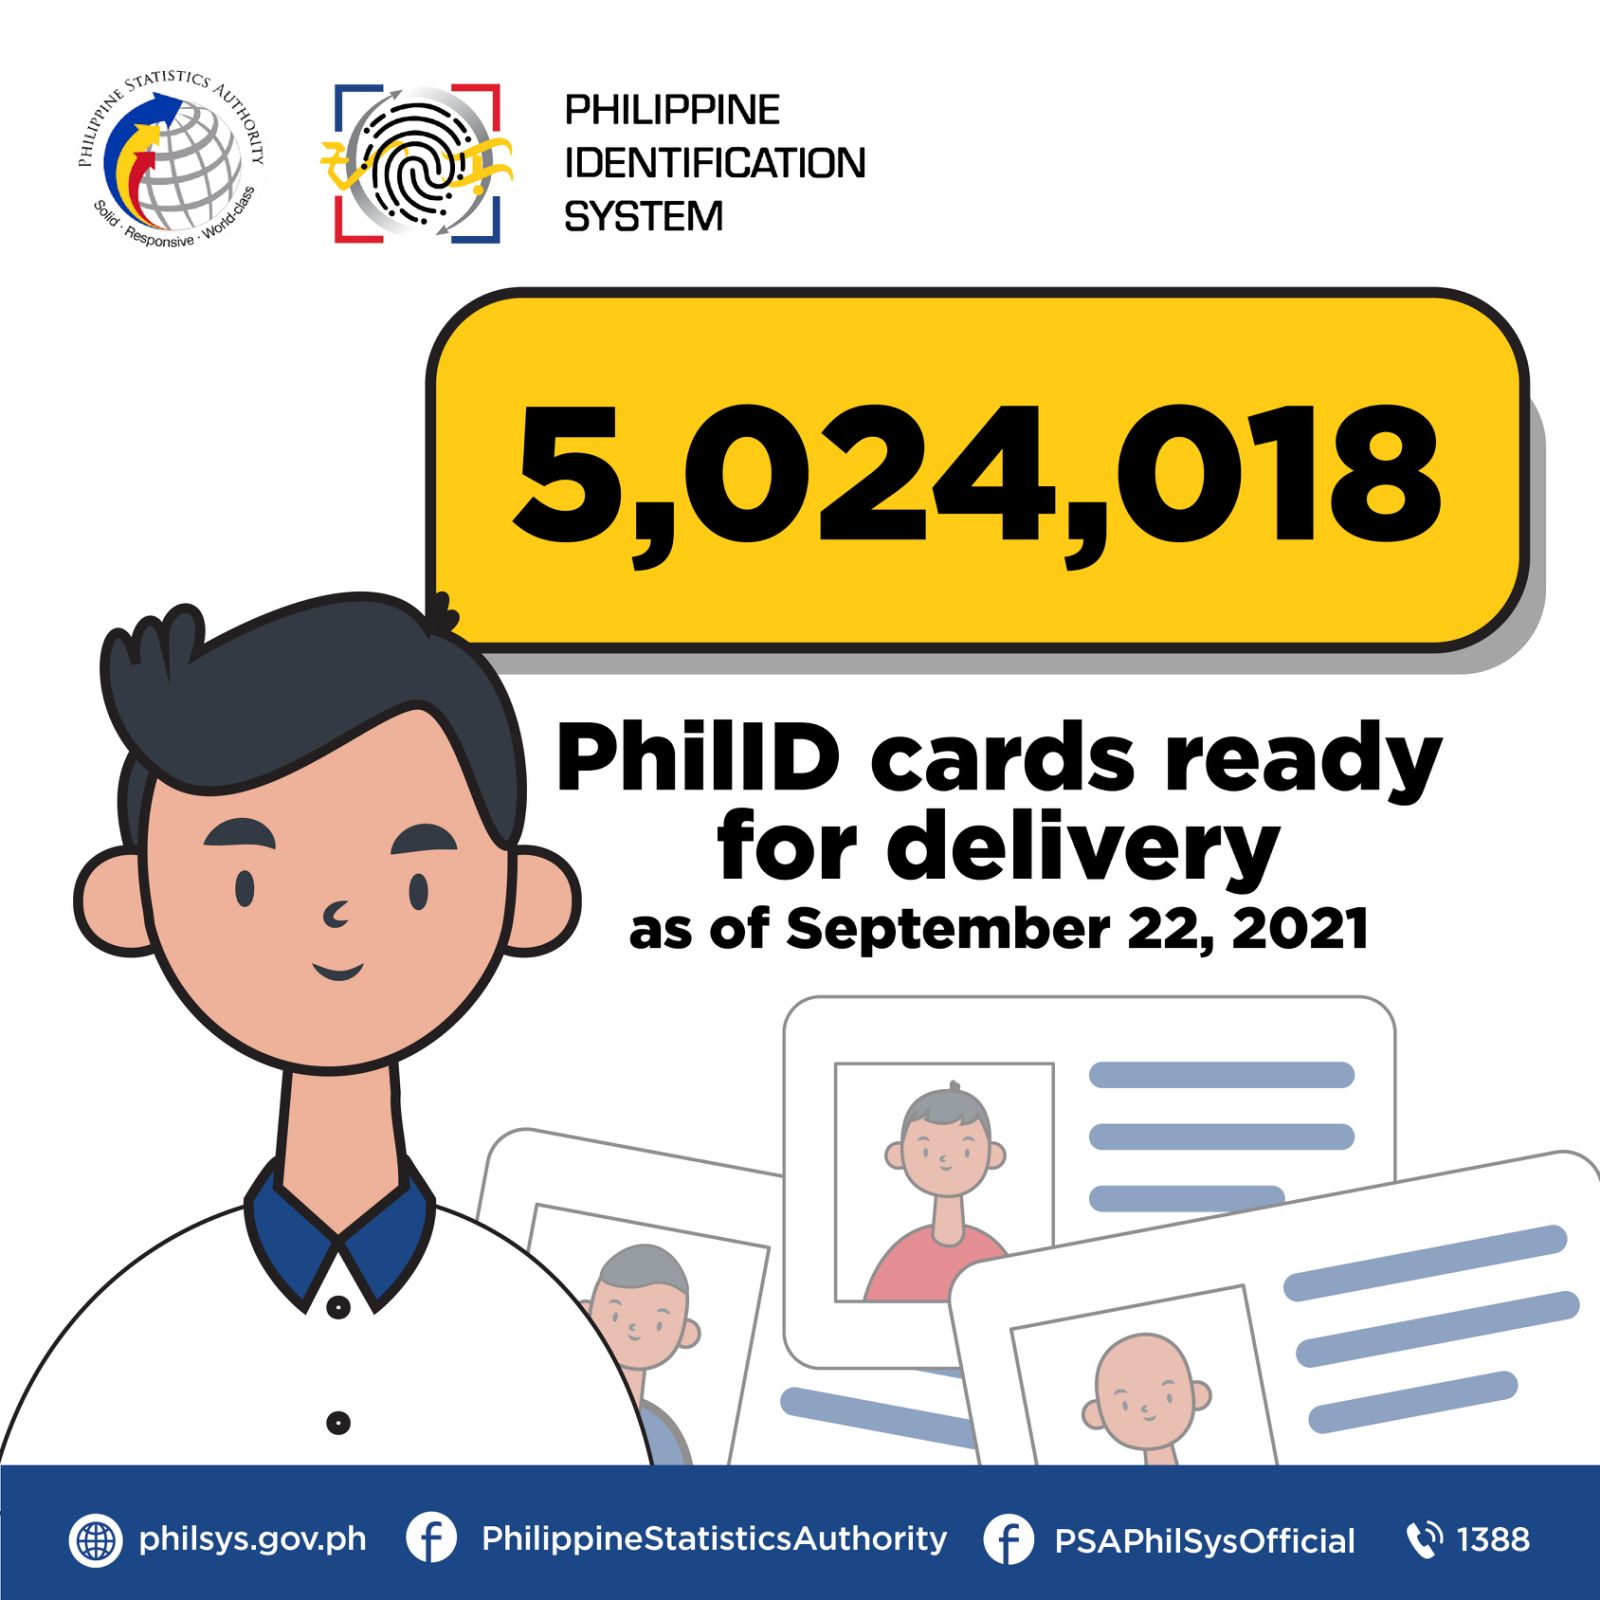 PHILIPPINE STATISTICS AUTHORITY
Solid · Responsive · World-class
PHILIPPINE
IDENTIFICATION
SYSTEM
5,024,018
PhilID cards ready
for delivery
as of September 22, 2021
philsys.gov.ph PhilippineStatisticsAuthority PSAPhilSysOfficial 1388